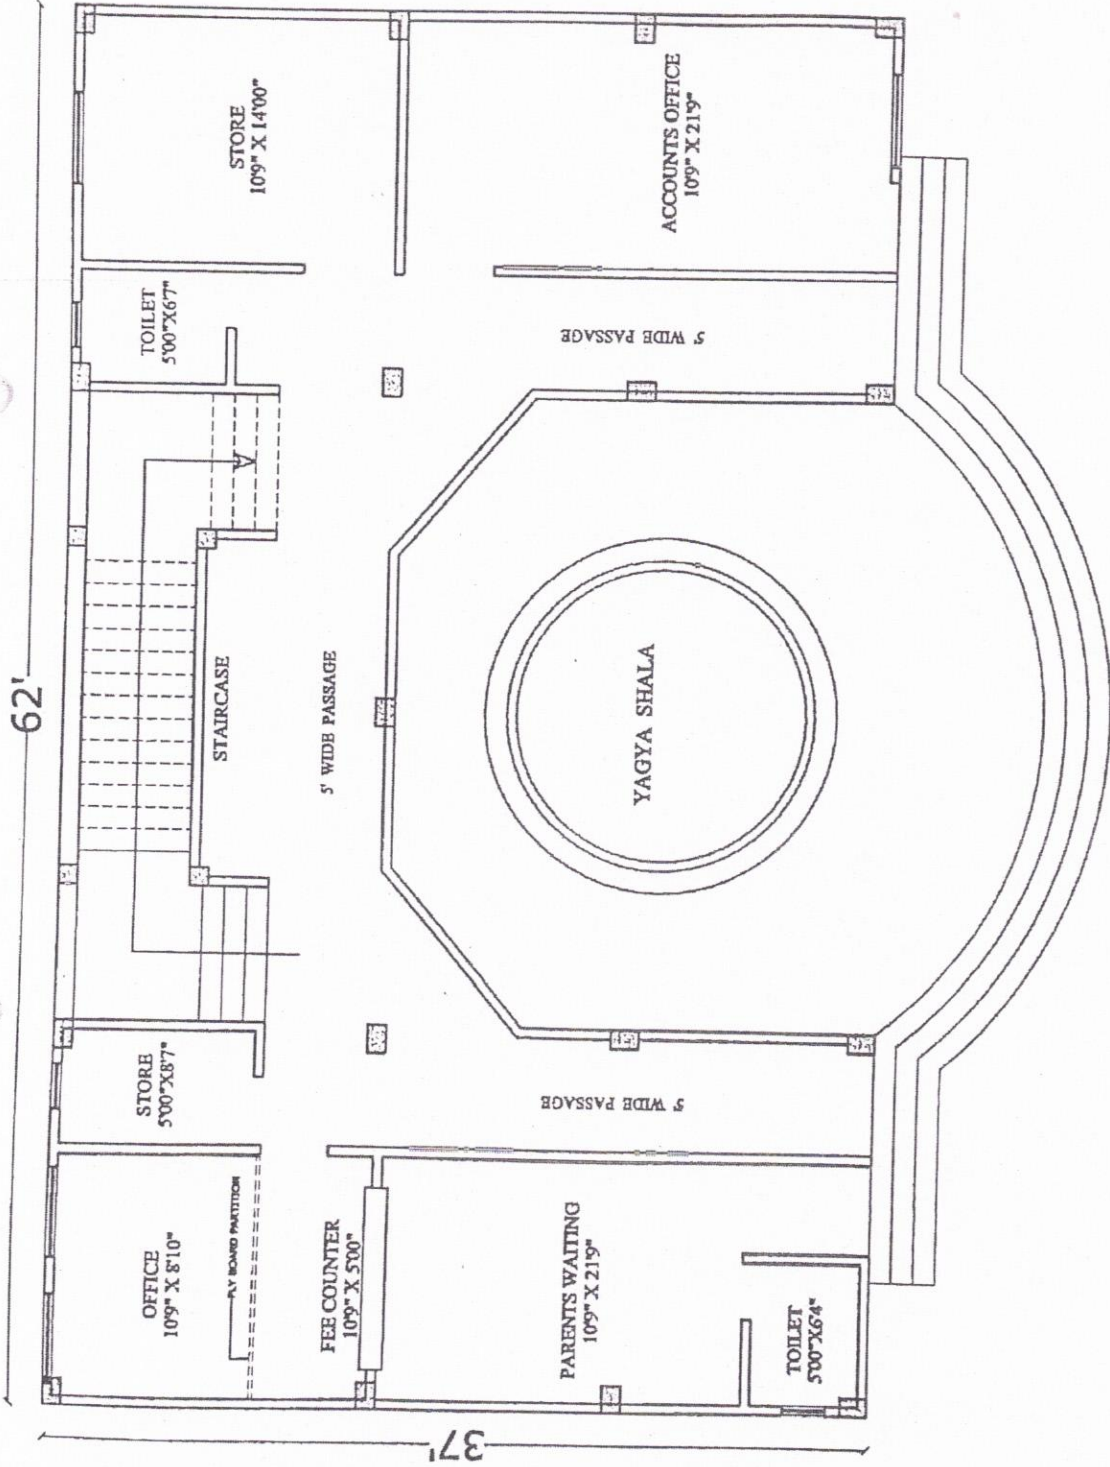 62'
37'
OFFICE
10'9" X 8'10"
PLY BOARD PARTITION
FEE COUNTER
10'9" X 5'00"
PARENTS WAITING
10'9" X 21'9"
TOILET
5'00"X6'4"
STORE
5'00"X8'7"
5' WIDE PASSAGE
STAIRCASE
5' WIDE PASSAGE
YAGYA SHALA
TOILET
5'00"X6'7"
5' WIDE PASSAGE
STORE
10'9" X 14'00"
ACCOUNTS OFFICE
10'9" X 21'9"